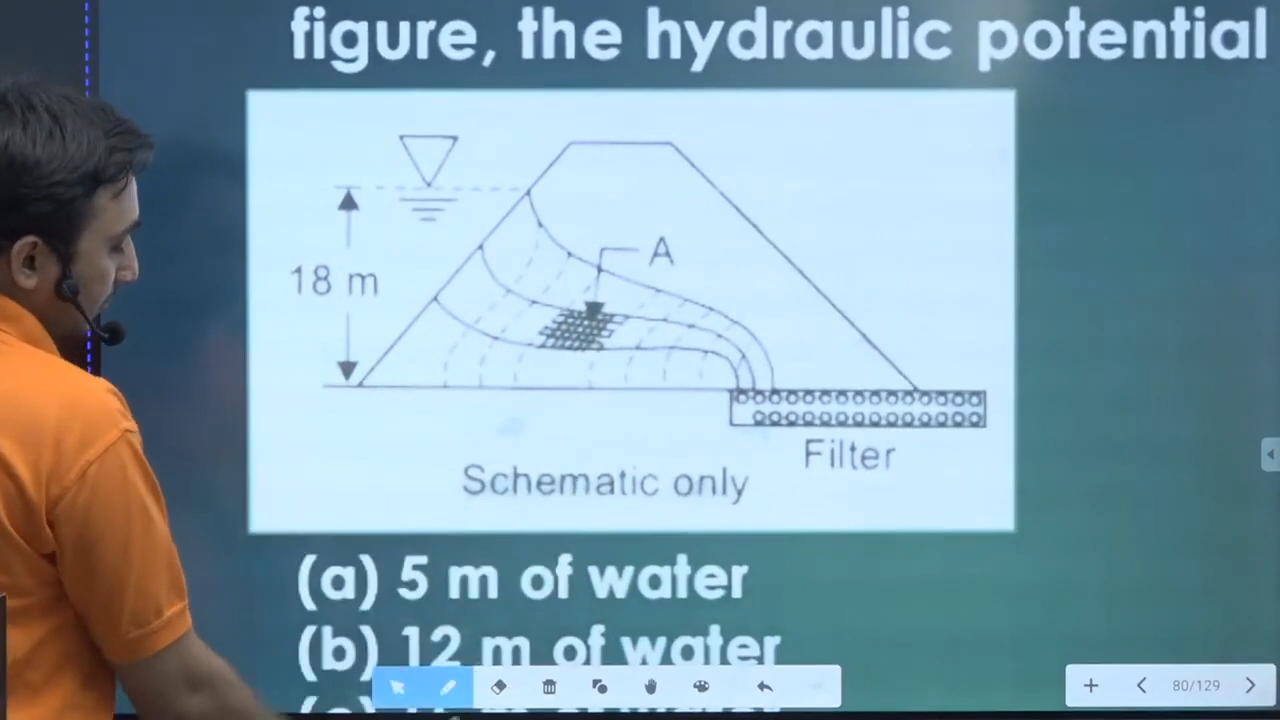 figure, the hydraulic potential
A
18 m
Filter
Schematic only
(a) 5 m of water
(b) 12 m of water
80/129